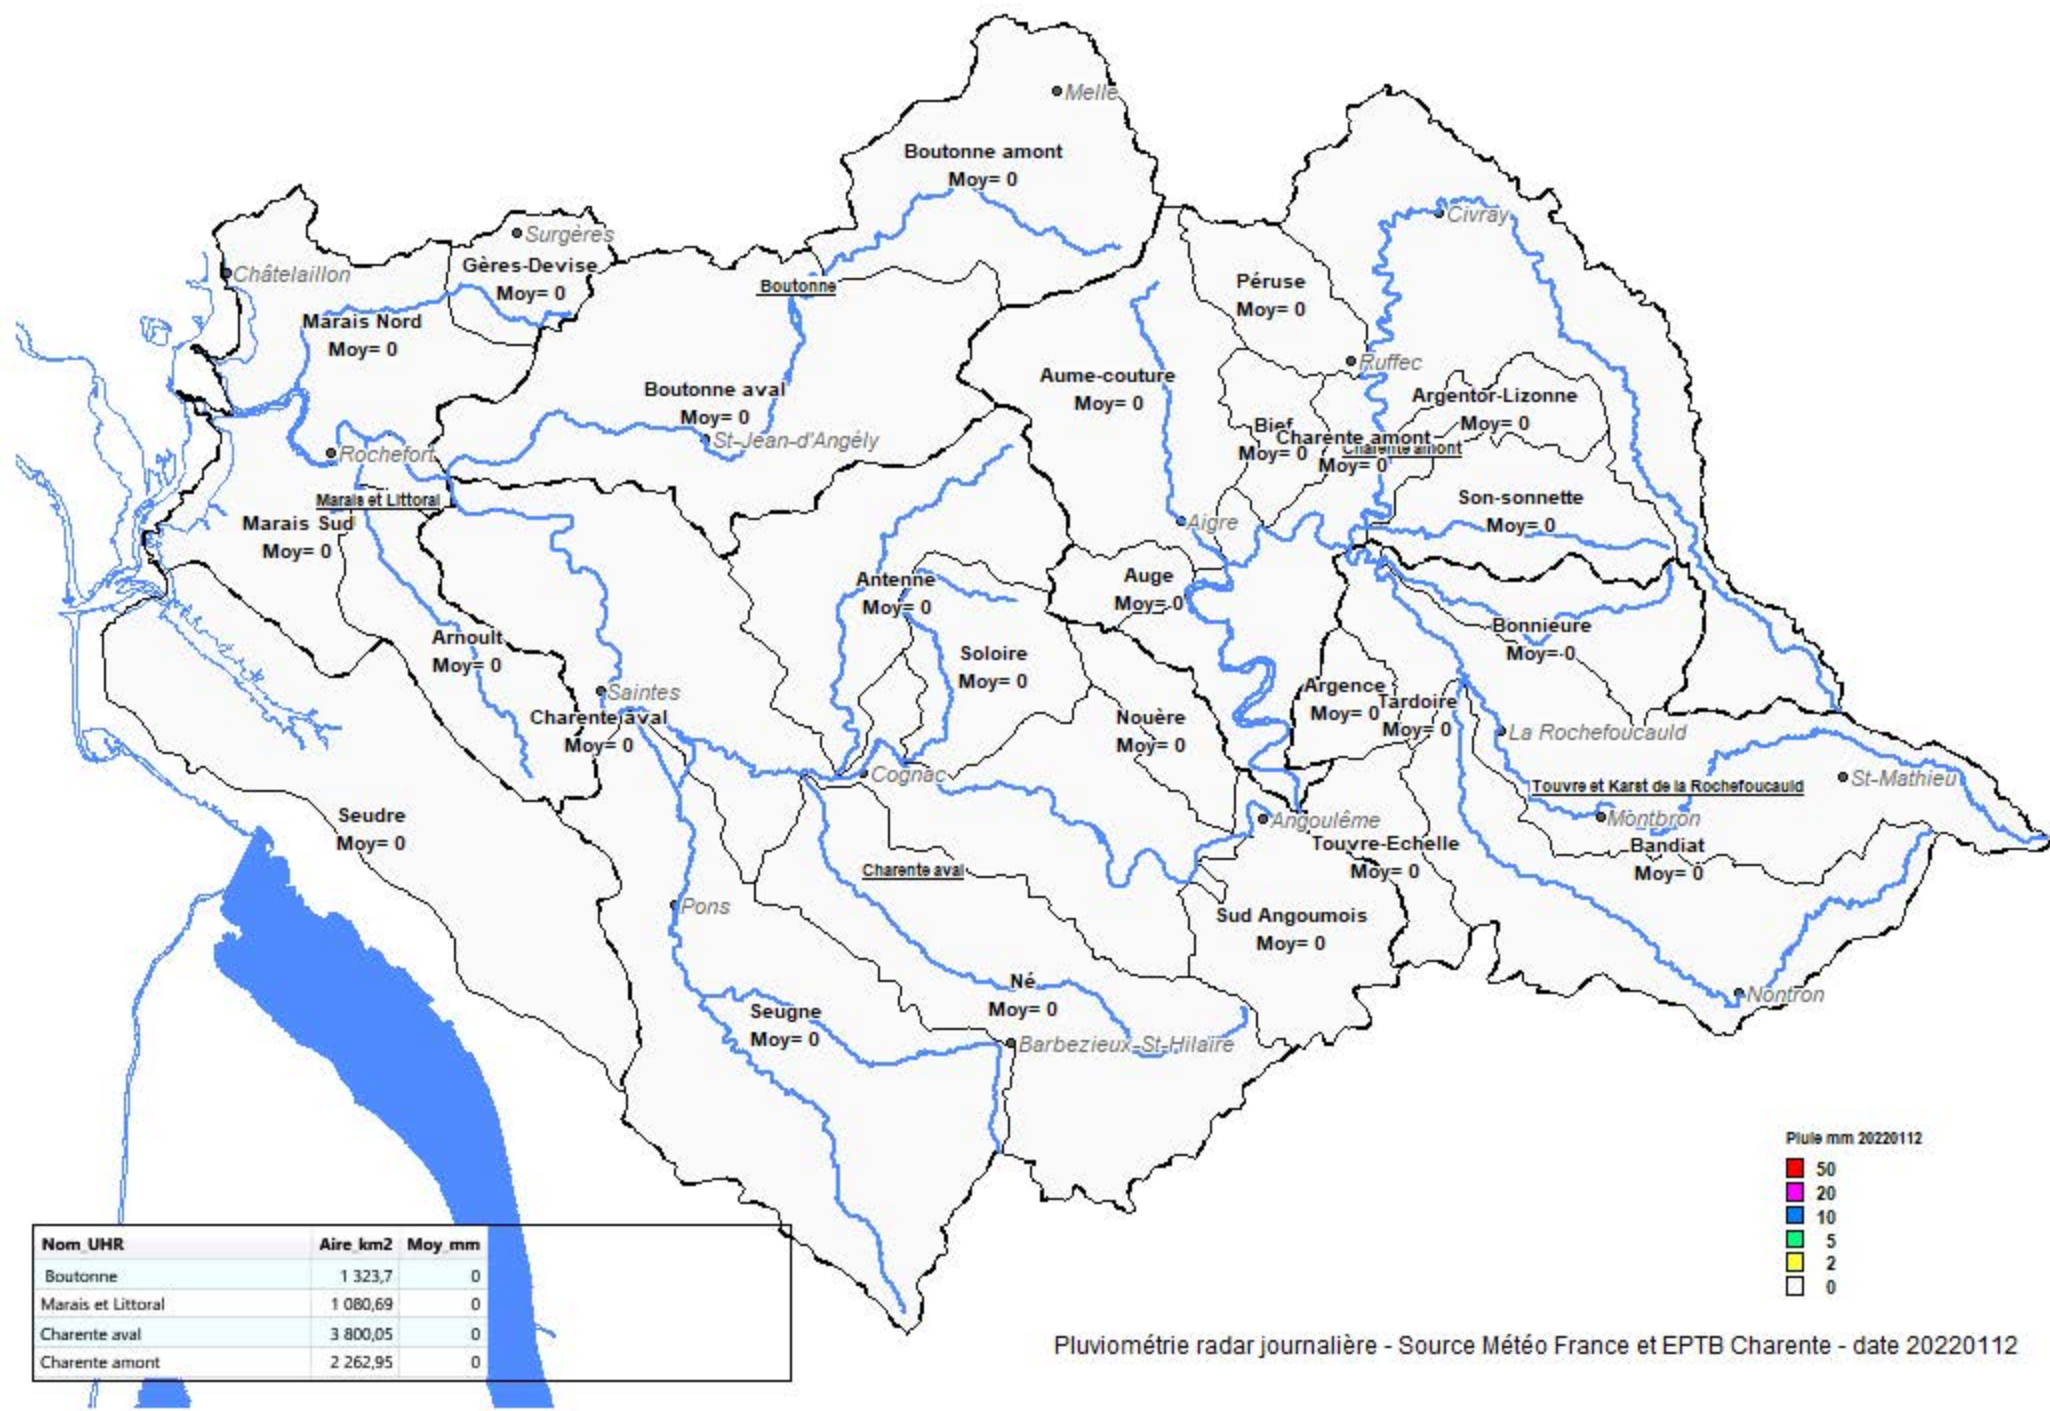 Melle
Boutonne amont
Moy= 0
Civray
Surgères
Châtelaillon
Gères-Devise
Moy= 0
Boutonne
Péruse
Moy= 0
Marais Nord
Moy= 0
Ruffec
Aume-couture
Moy= 0
Boutonne aval
Moy= 0
St-Jean-d'Angély
Argentor-Lizonne
Moy= 0
Bief
Moy= 0
Charente amont
Moy= 0
Charente amont
Rochefort
Marais et Littoral
Marais Sud
Moy= 0
Son-sonnette
Moy= 0
Aigre
Antenne
Moy= 0
Auge
Moy= 0
Bonnieure
Moy= 0
Arnoult
Moy= 0
Soloire
Moy= 0
Saintes
Charente aval
Moy= 0
Argence
Moy= 0
Tardoire
Moy= 0
Nouère
Moy= 0
La Rochefoucauld
Cognac
Touvre et Karst de la Rochefoucauld
St-Mathieu
Seudre
Moy= 0
Angoulême
Montbron
Touvre-Echelle
Moy= 0
Bandiat
Moy= 0
Charente aval
Pons
Sud Angoumois
Moy= 0
Né
Moy= 0
Nontron
Seugne
Moy= 0
Barbezieux-St-Hilaire
Pluie mm 20220112
50
20
10
5
2
0
Nom_UHR Aire_km2 Moy_mm
Boutonne 1 323,7 0
Marais et Littoral 1 080,69 0
Charente aval 3 800,05 0
Charente amont 2 262,95 0
Pluviométrie radar journalière - Source Météo France et EPTB Charente - date 20220112